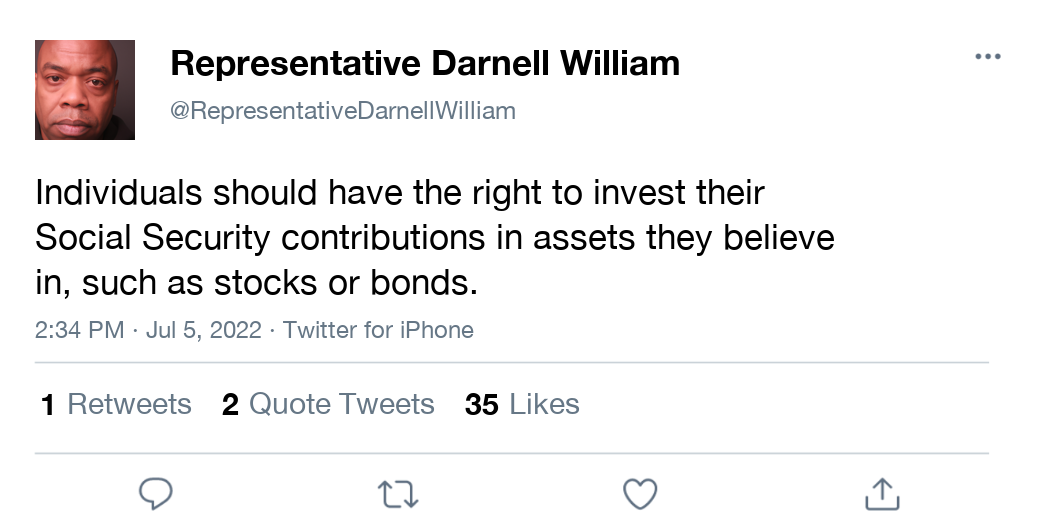 Representative Darnell William
@RepresentativeDarnellWilliam
Individuals should have the right to invest their
Social Security contributions in assets they believe
in, such as stocks or bonds.
2:34 PM · Jul 5, 2022 · Twitter for iPhone
1 Retweets 2 Quote Tweets 35 Likes